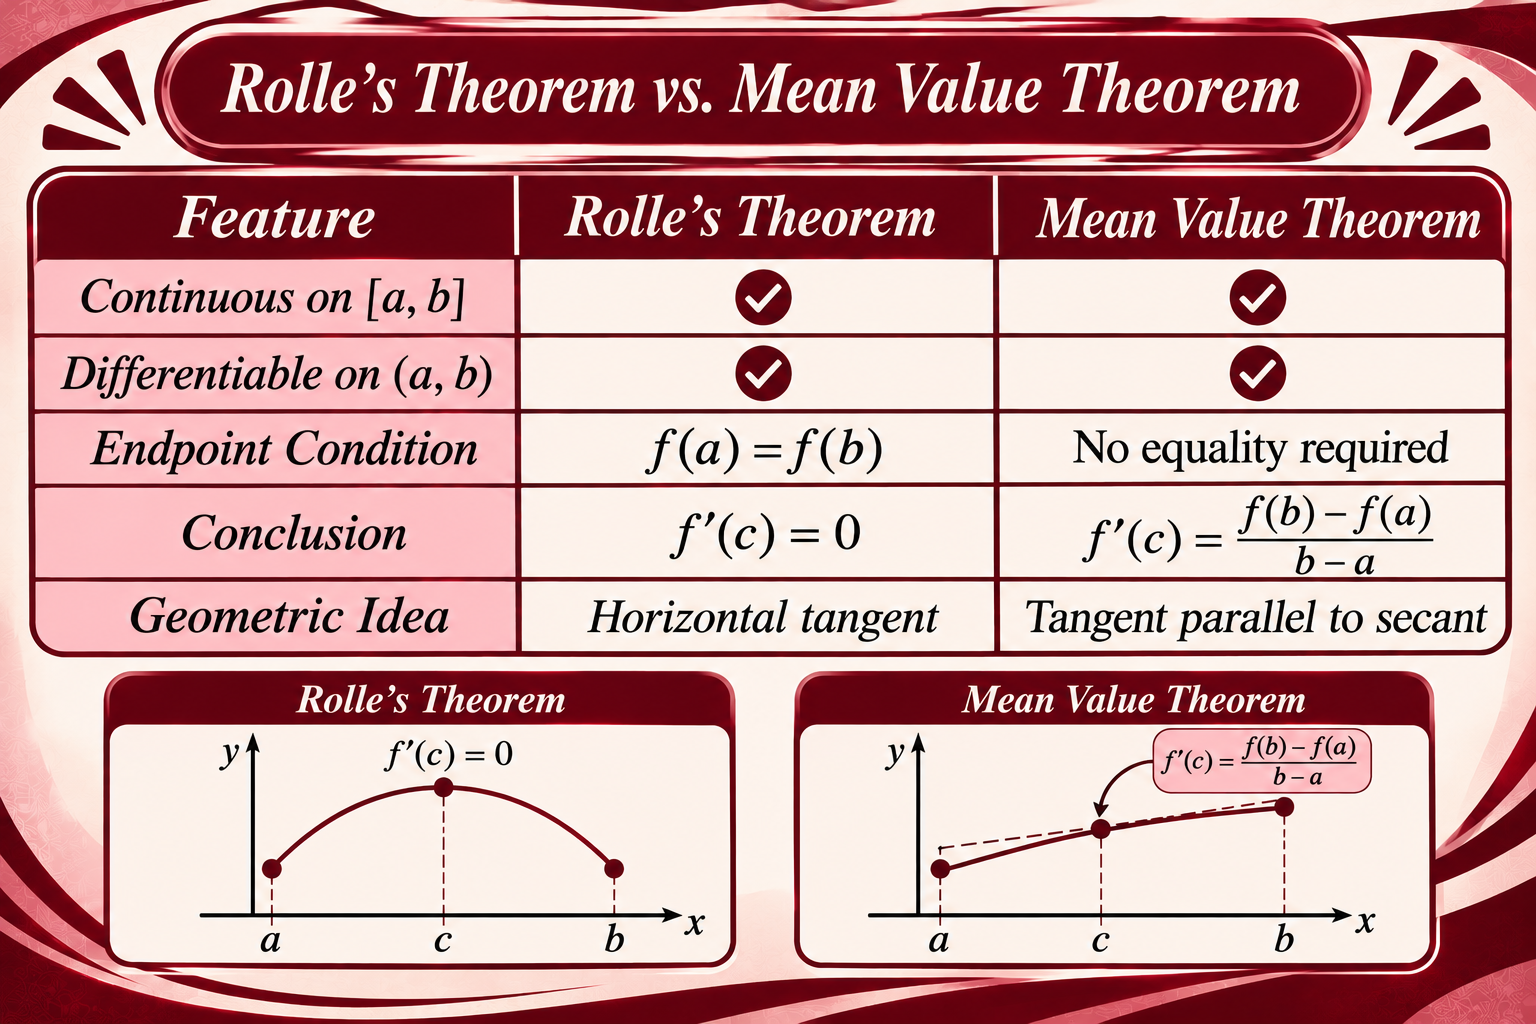 Rolle’s Theorem vs. Mean Value Theorem
Feature Rolle’s Theorem Mean Value Theorem
Continuous on [a, b]
Differentiable on (a, b)
Endpoint Condition f(a) = f(b) No equality required
Conclusion f′(c) = 0 f′(c) = f(b) − f(a) / b − a
Geometric Idea Horizontal tangent Tangent parallel to secant
Rolle’s Theorem
y
f′(c) = 0
x
a c b
Mean Value Theorem
y
f′(c) = f(b) − f(a) / b − a
x
a c b